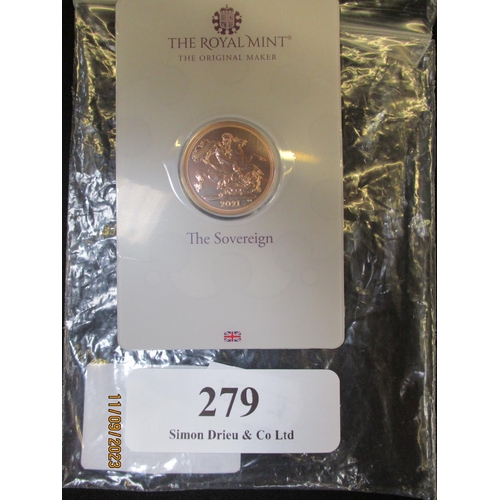 THE ROYAL MINT®
THE ORIGINAL MAKER
2021
The Sovereign
279
Simon Drieu & Co Ltd
11/09/2023